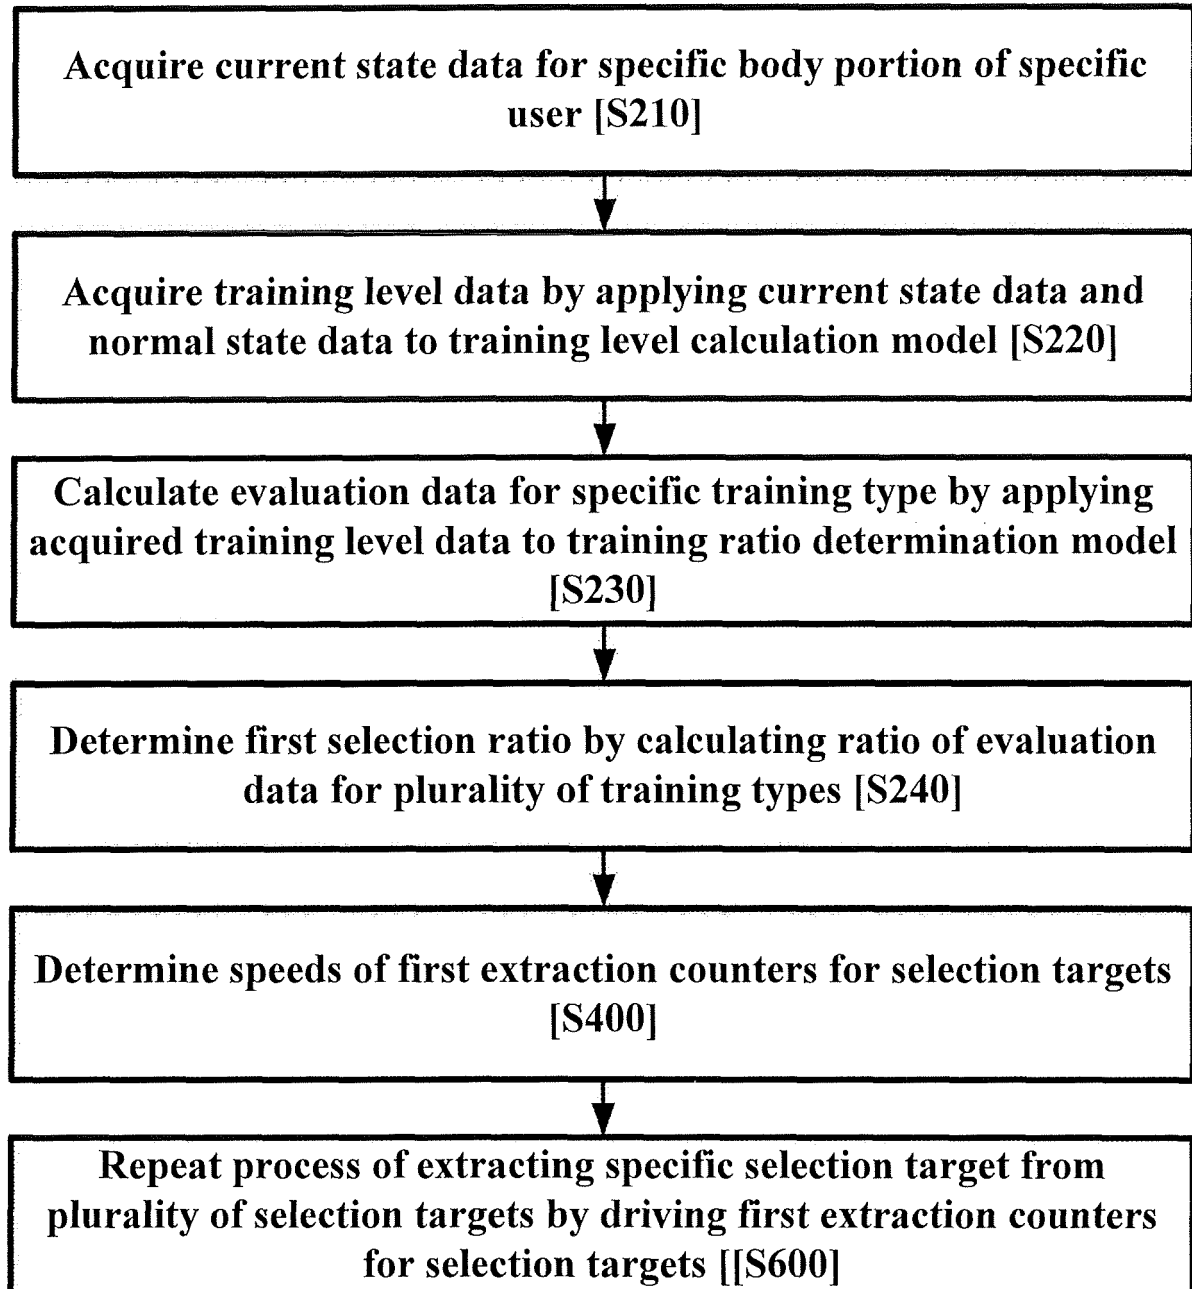 Acquire current state data for specific body portion of specific
user [S210]
Acquire training level data by applying current state data and
normal state data to training level calculation model [S220]
Calculate evaluation data for specific training type by applying
acquired training level data to training ratio determination model
[S230]
Determine first selection ratio by calculating ratio of evaluation
data for plurality of training types [S240]
Determine speeds of first extraction counters for selection targets
[S400]
Repeat process of extracting specific selection target from
plurality of selection targets by driving first extraction counters
for selection targets [[S600]